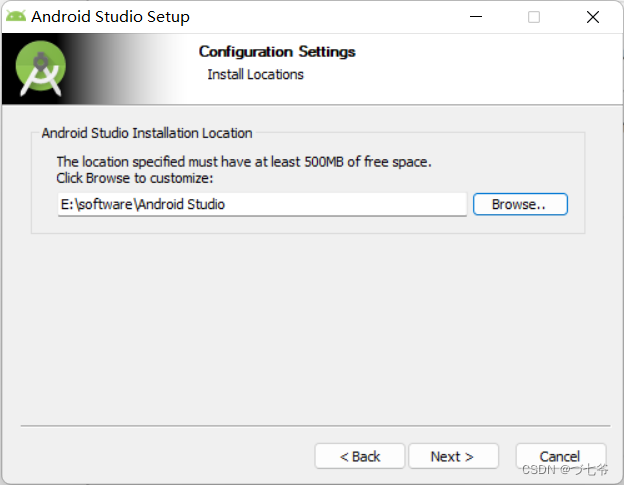 Android Studio Setup
Configuration Settings
Install Locations
Android Studio Installation Location
The location specified must have at least 500MB of free space.
Click Browse to customize:
E:\software\Android Studio
Browse..
< Back
Next >
Cancel
CSDN @づ七爷